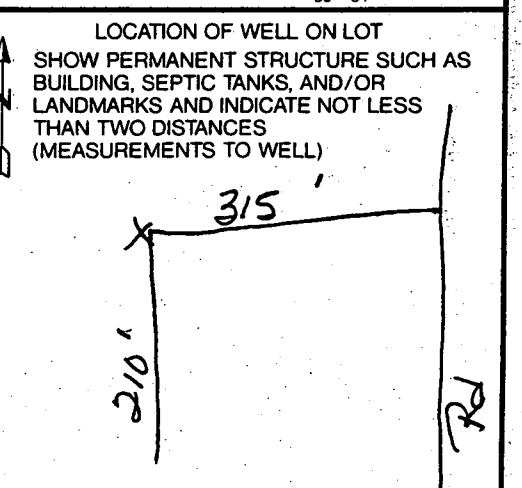 LOCATION OF WELL ON LOT
SHOW PERMANENT STRUCTURE SUCH AS
BUILDING, SEPTIC TANKS, AND/OR
LANDMARKS AND INDICATE NOT LESS
THAN TWO DISTANCES
(MEASUREMENTS TO WELL)
N
315 '
X
210 "
Rd